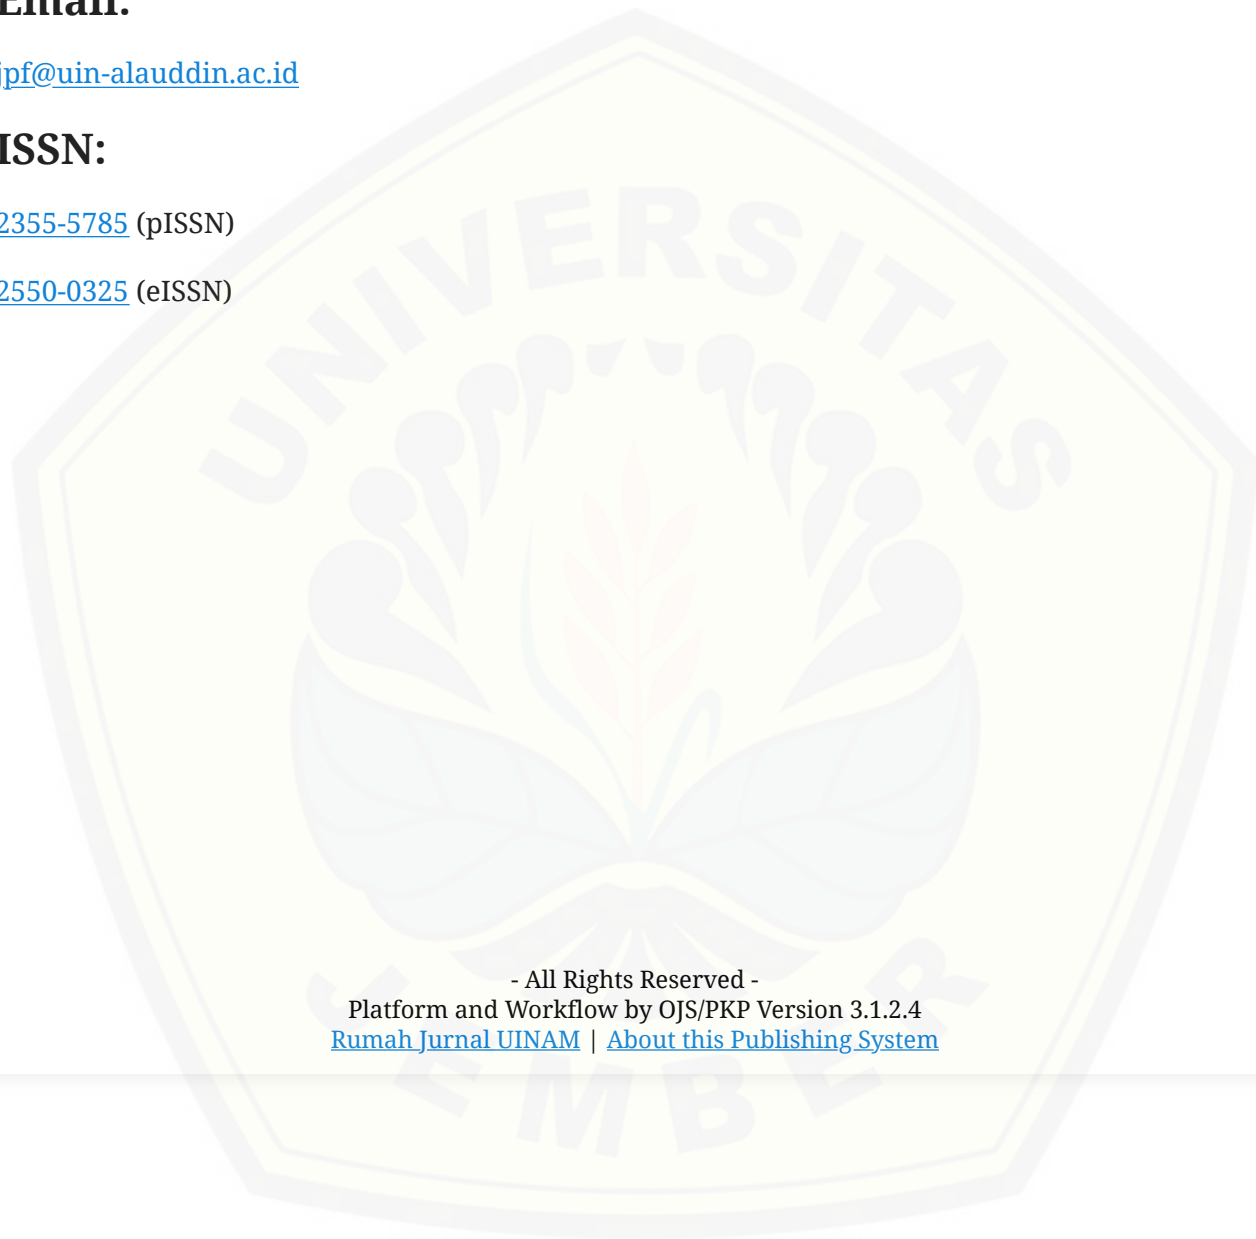 Email:
jpf@uin-alauddin.ac.id
ISSN:
2355-5785 (pISSN)
2550-0325 (eISSN)
UNIVERSITAS
- All Rights Reserved -
Platform and Workflow by OJS/PKP Version 3.1.2.4
Rumah Jurnal UINAM | About this Publishing System
JEMBER